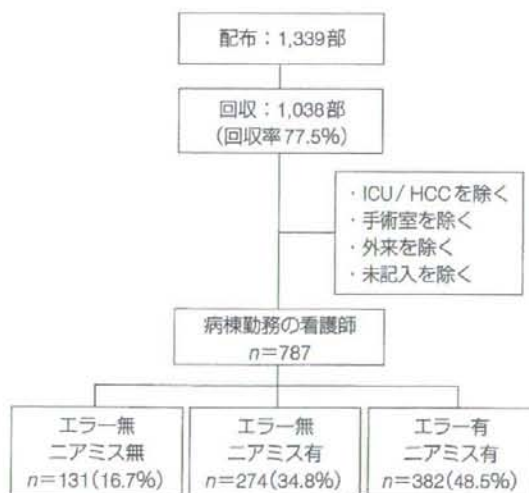 配布：1,339部
回収：1,038部
（回収率77.5%）
・ICU / HCCを除く
・手術室を除く
・外来を除く
・未記入を除く
病棟勤務の看護師
n＝787
エラー無
ニアミス無
n＝131（16.7%）
エラー無
ニアミス有
n＝274（34.8%）
エラー有
ニアミス有
n＝382（48.5%）